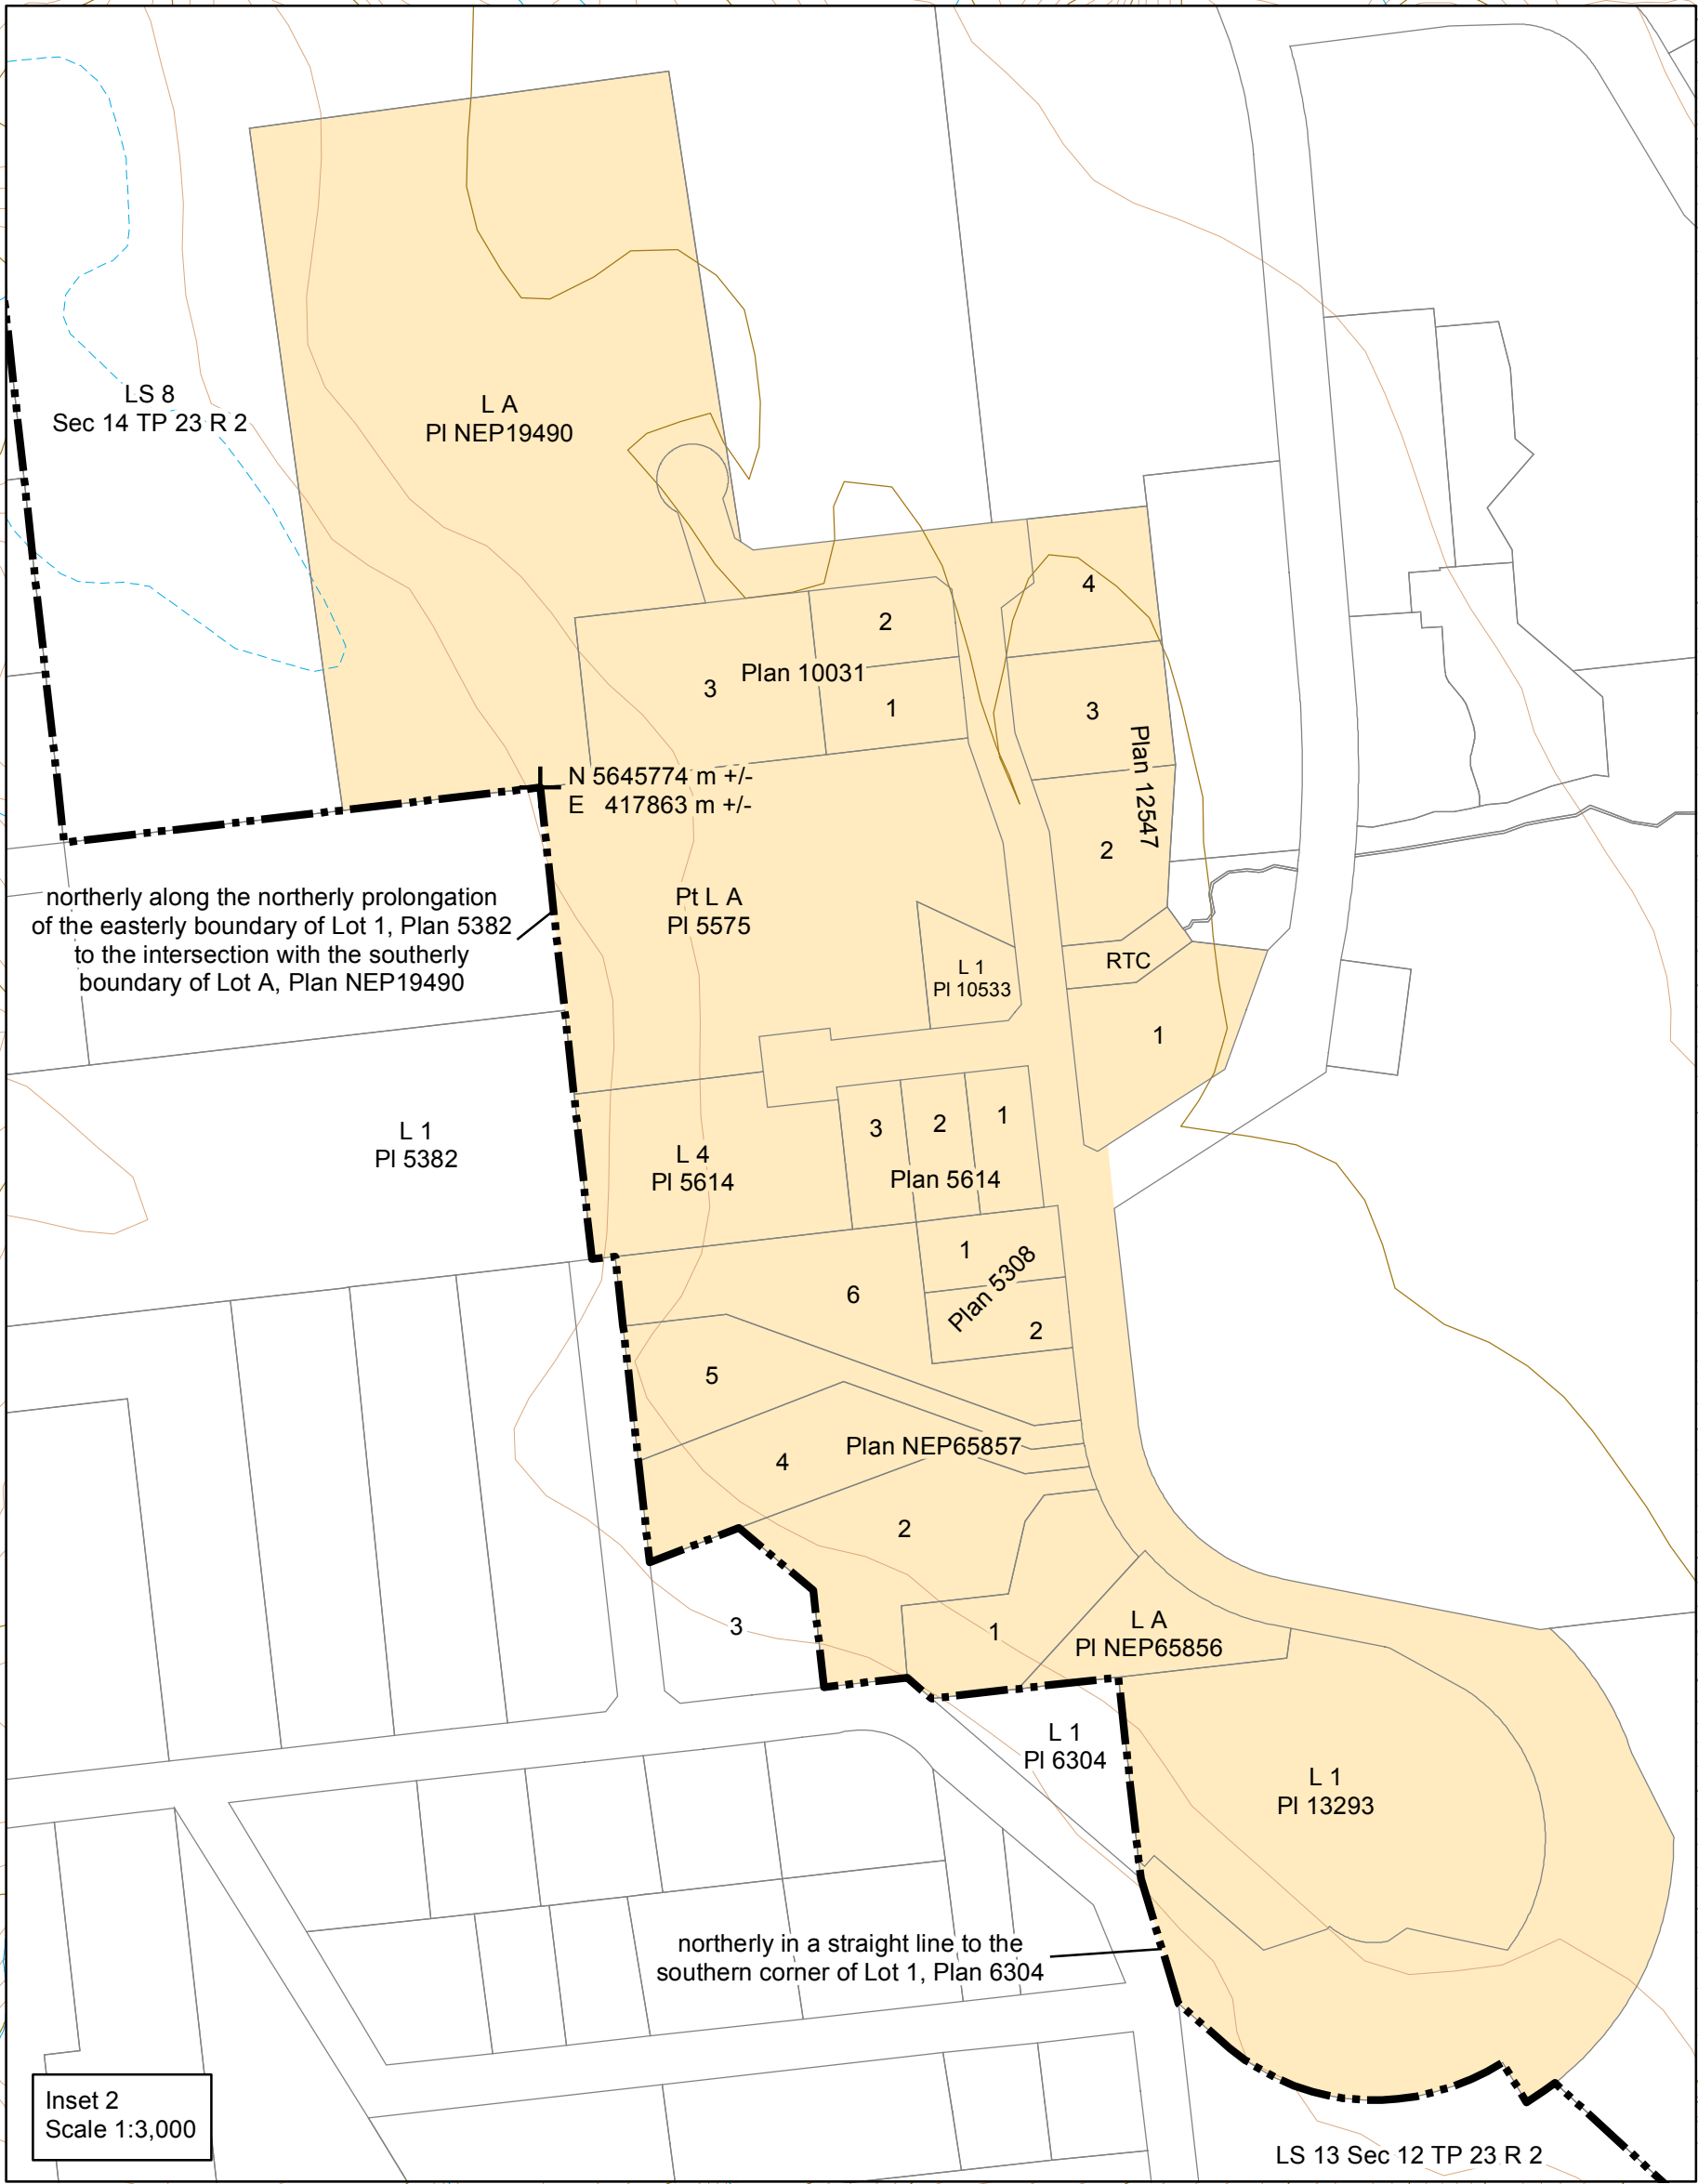 LS 8
Sec 14 TP 23 R 2
L A
Pl NEP19490
4
2
Plan 10031
3
1
3
Plan 12547
N 5645774 m +/-
E 417863 m +/-
2
northerly along the northerly prolongation
of the easterly boundary of Lot 1, Plan 5382
to the intersection with the southerly
boundary of Lot A, Plan NEP19490
Pt L A
Pl 5575
L 1
Pl 10533
RTC
1
L 1
Pl 5382
L 4
Pl 5614
3
2
1
Plan 5614
1
Plan 5308
2
6
5
Plan NEP65857
4
2
3
1
L A
Pl NEP65856
L 1
Pl 6304
L 1
Pl 13293
northerly in a straight line to the
southern corner of Lot 1, Plan 6304
Inset 2
Scale 1:3,000
LS 13 Sec 12 TP 23 R 2